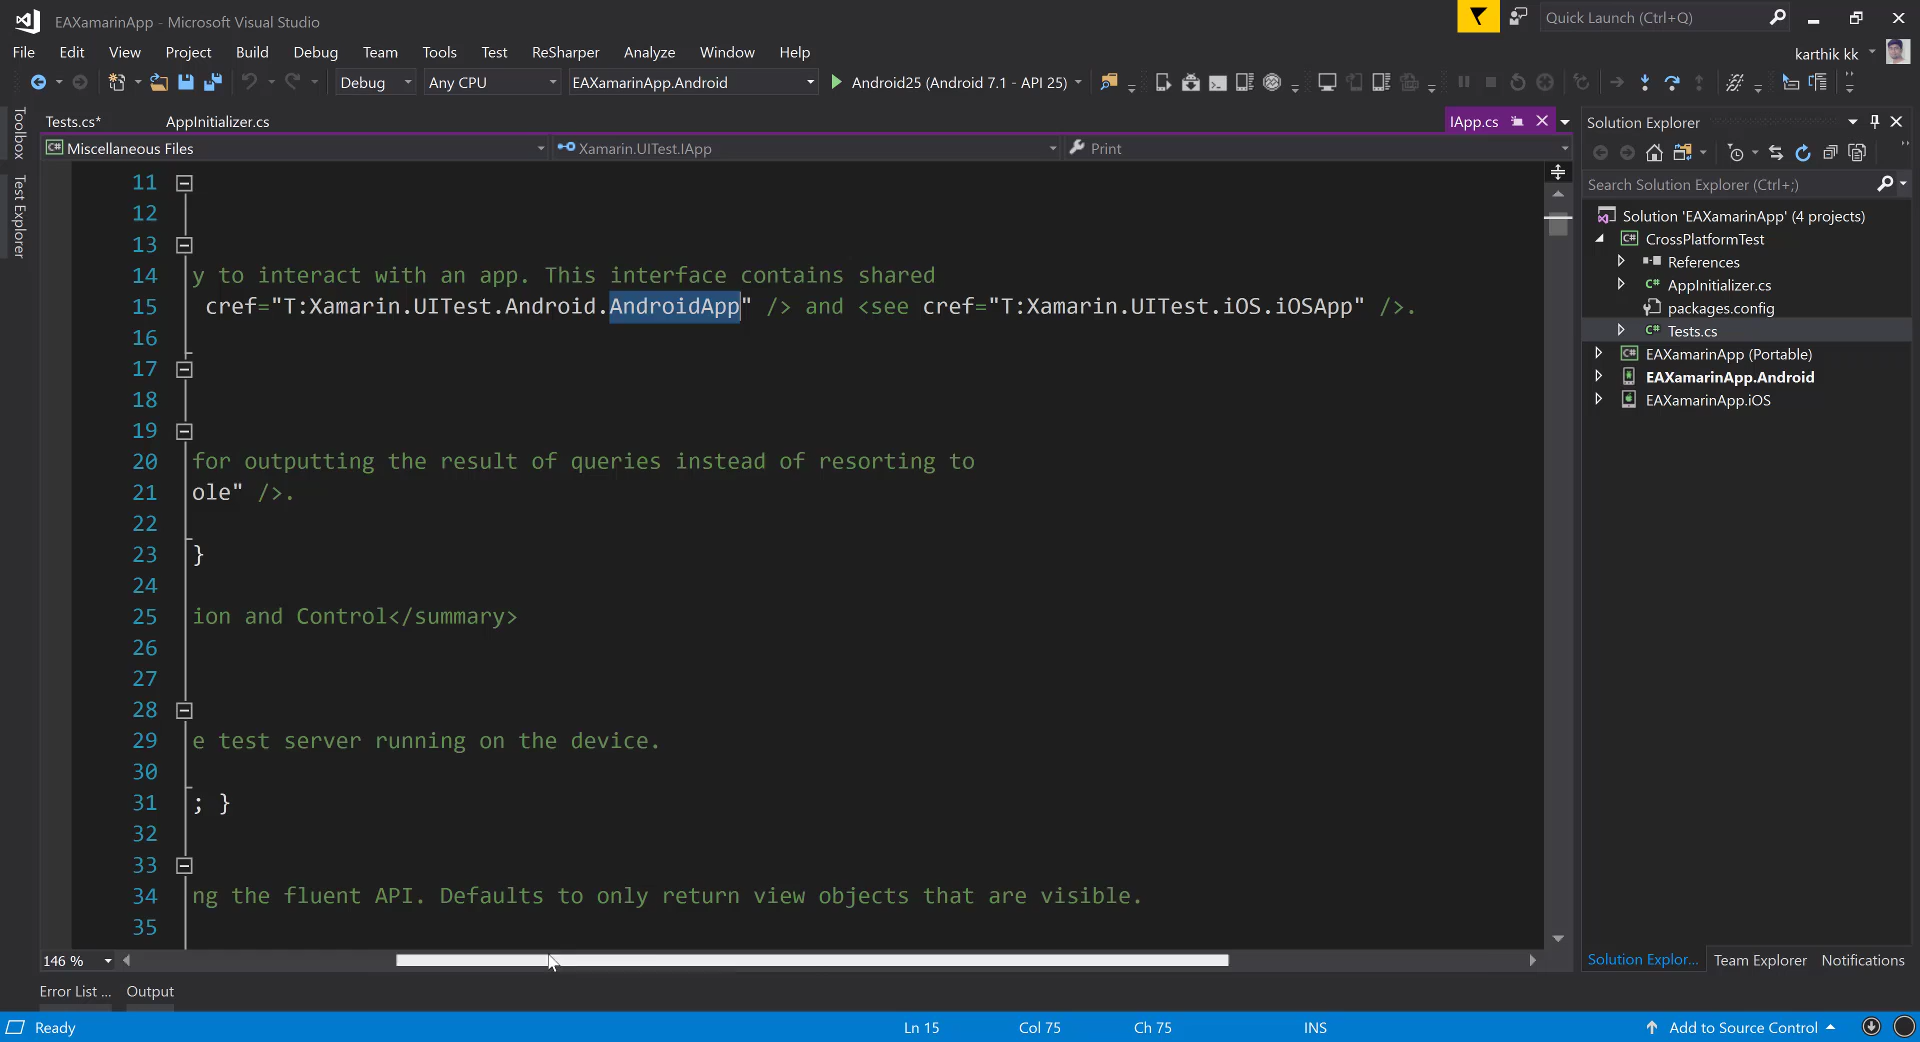 EAXamarinApp - Microsoft Visual Studio
Quick Launch (Ctrl+Q)
File Edit View Project Build Debug Team Tools Test ReSharper Analyze Window Help
karthik kk
Debug Any CPU EAXamarinApp.Android Android25 (Android 7.1 - API 25)
Toolbox
Test Explorer
Tests.cs* AppInitializer.cs IApp.cs
Miscellaneous Files Xamarin.UITest.IApp Print
11
12
13
14 y to interact with an app. This interface contains shared
15 cref="T:Xamarin.UITest.Android.AndroidApp" /> and <see cref="T:Xamarin.UITest.iOS.iOSApp" />.
16
17
18
19
20 for outputting the result of queries instead of resorting to
21 ole" />.
22
23 }
24
25 ion and Control</summary>
26
27
28
29 e test server running on the device.
30
31 ; }
32
33
34 ng the fluent API. Defaults to only return view objects that are visible.
35
146 %
Solution Explorer
Search Solution Explorer (Ctrl+;)
Solution 'EAXamarinApp' (4 projects)
C# CrossPlatformTest
References
C# AppInitializer.cs
packages.config
C# Tests.cs
C# EAXamarinApp (Portable)
EAXamarinApp.Android
EAXamarinApp.iOS
Solution Explor... Team Explorer Notifications
Error List ... Output
Ready Ln 15 Col 75 Ch 75 INS Add to Source Control